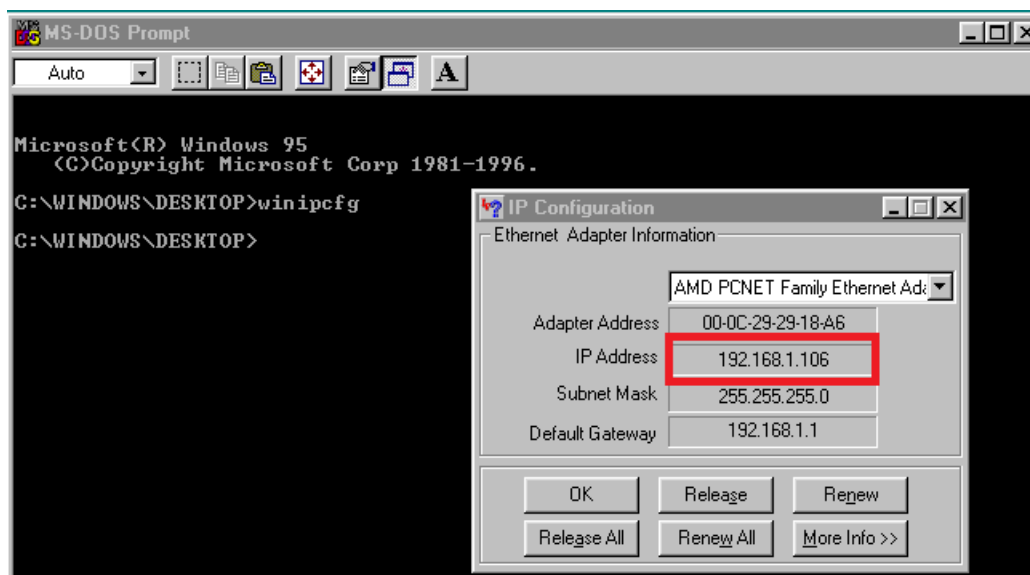 MS-DOS Prompt
Auto
A
Microsoft(R) Windows 95
(C)Copyright Microsoft Corp 1981-1996.
C:\WINDOWS\DESKTOP>winipcfg
C:\WINDOWS\DESKTOP>
IP Configuration
Ethernet Adapter Information
AMD PCNET Family Ethernet Ada
Adapter Address 00-0C-29-29-18-A6
IP Address 192.168.1.106
Subnet Mask 255.255.255.0
Default Gateway 192.168.1.1
OK Release Renew
Release All Renew All More Info >>